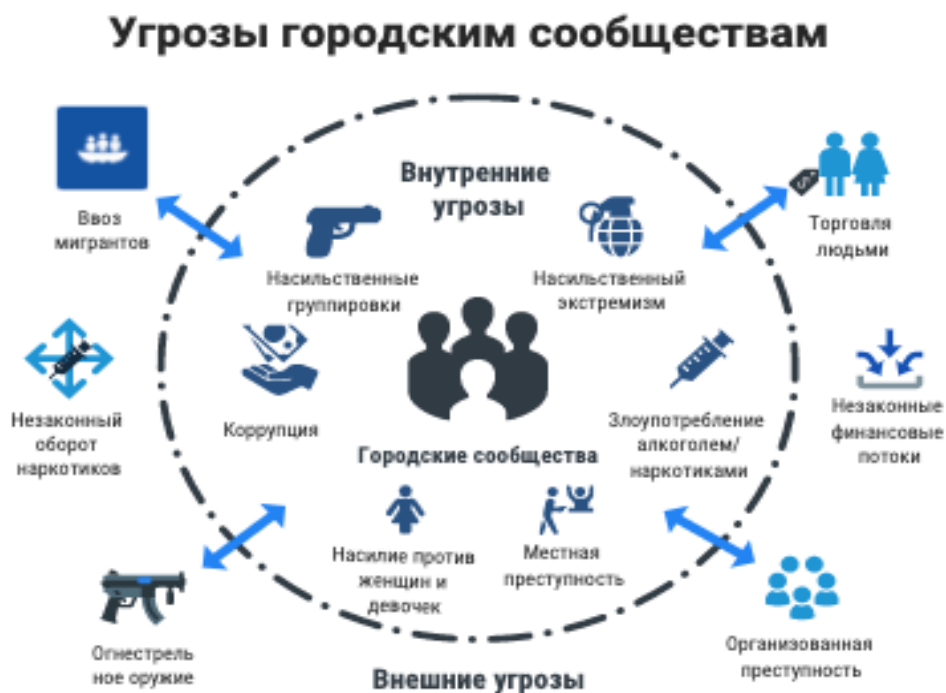 Угрозы городским сообществам
Внутренние
угрозы
Ввоз
мигрантов
Насильственные
группировки
Насильственный
экстремизм
Торговля
людьми
Незаконный
оборот
наркотиков
Коррупция
Городские сообщества
Злоупотребление
алкоголем/
наркотиками
Незаконные
финансовые
потоки
Насилие против
женщин и
девочек
Местная
преступность
Огнестрель
ное оружие
Внешние угрозы
Организованная
преступность